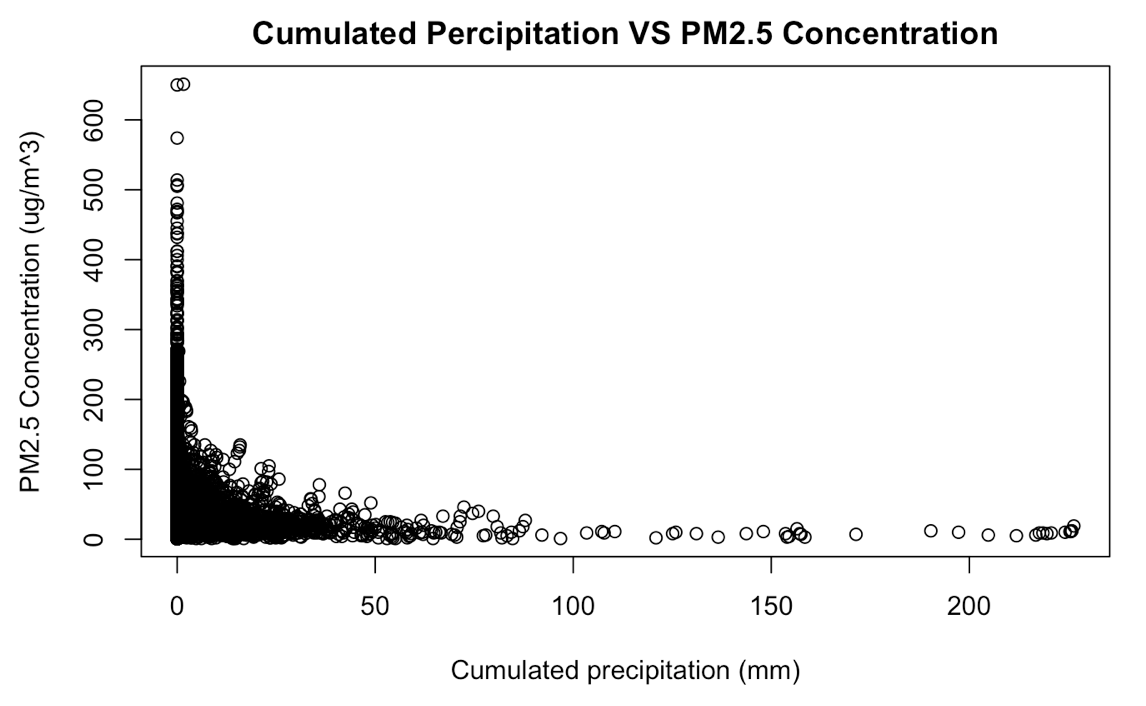 Cumulated Percipitation VS PM2.5 Concentration
PM2.5 Concentration (ug/m^3)
600
500
400
300
200
100
0
0 50 100 150 200
Cumulated precipitation (mm)